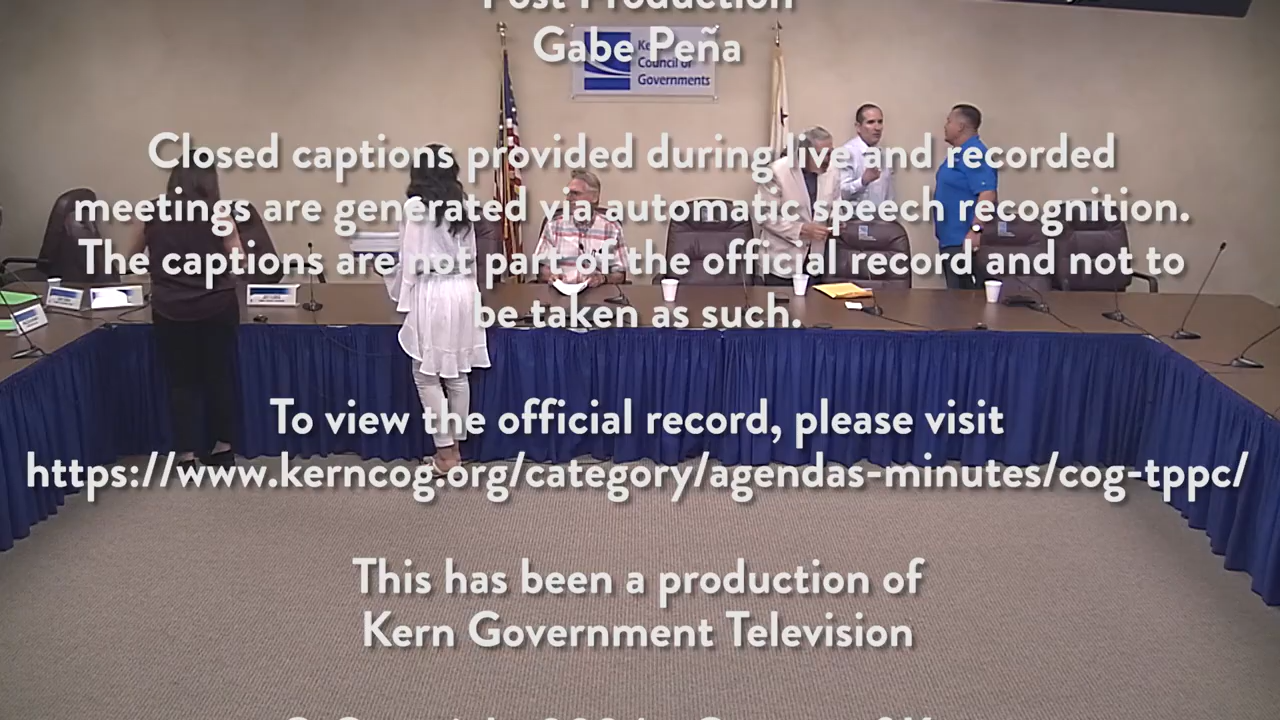 Post Production
Gabe Peña
Council of
Governments
Closed captions provided during live and recorded
meetings are generated via automatic speech recognition.
The captions are not part of the official record and not to
be taken as such.
To view the official record, please visit
https://www.kerncog.org/category/agendas-minutes/cog-tppc/
This has been a production of
Kern Government Television